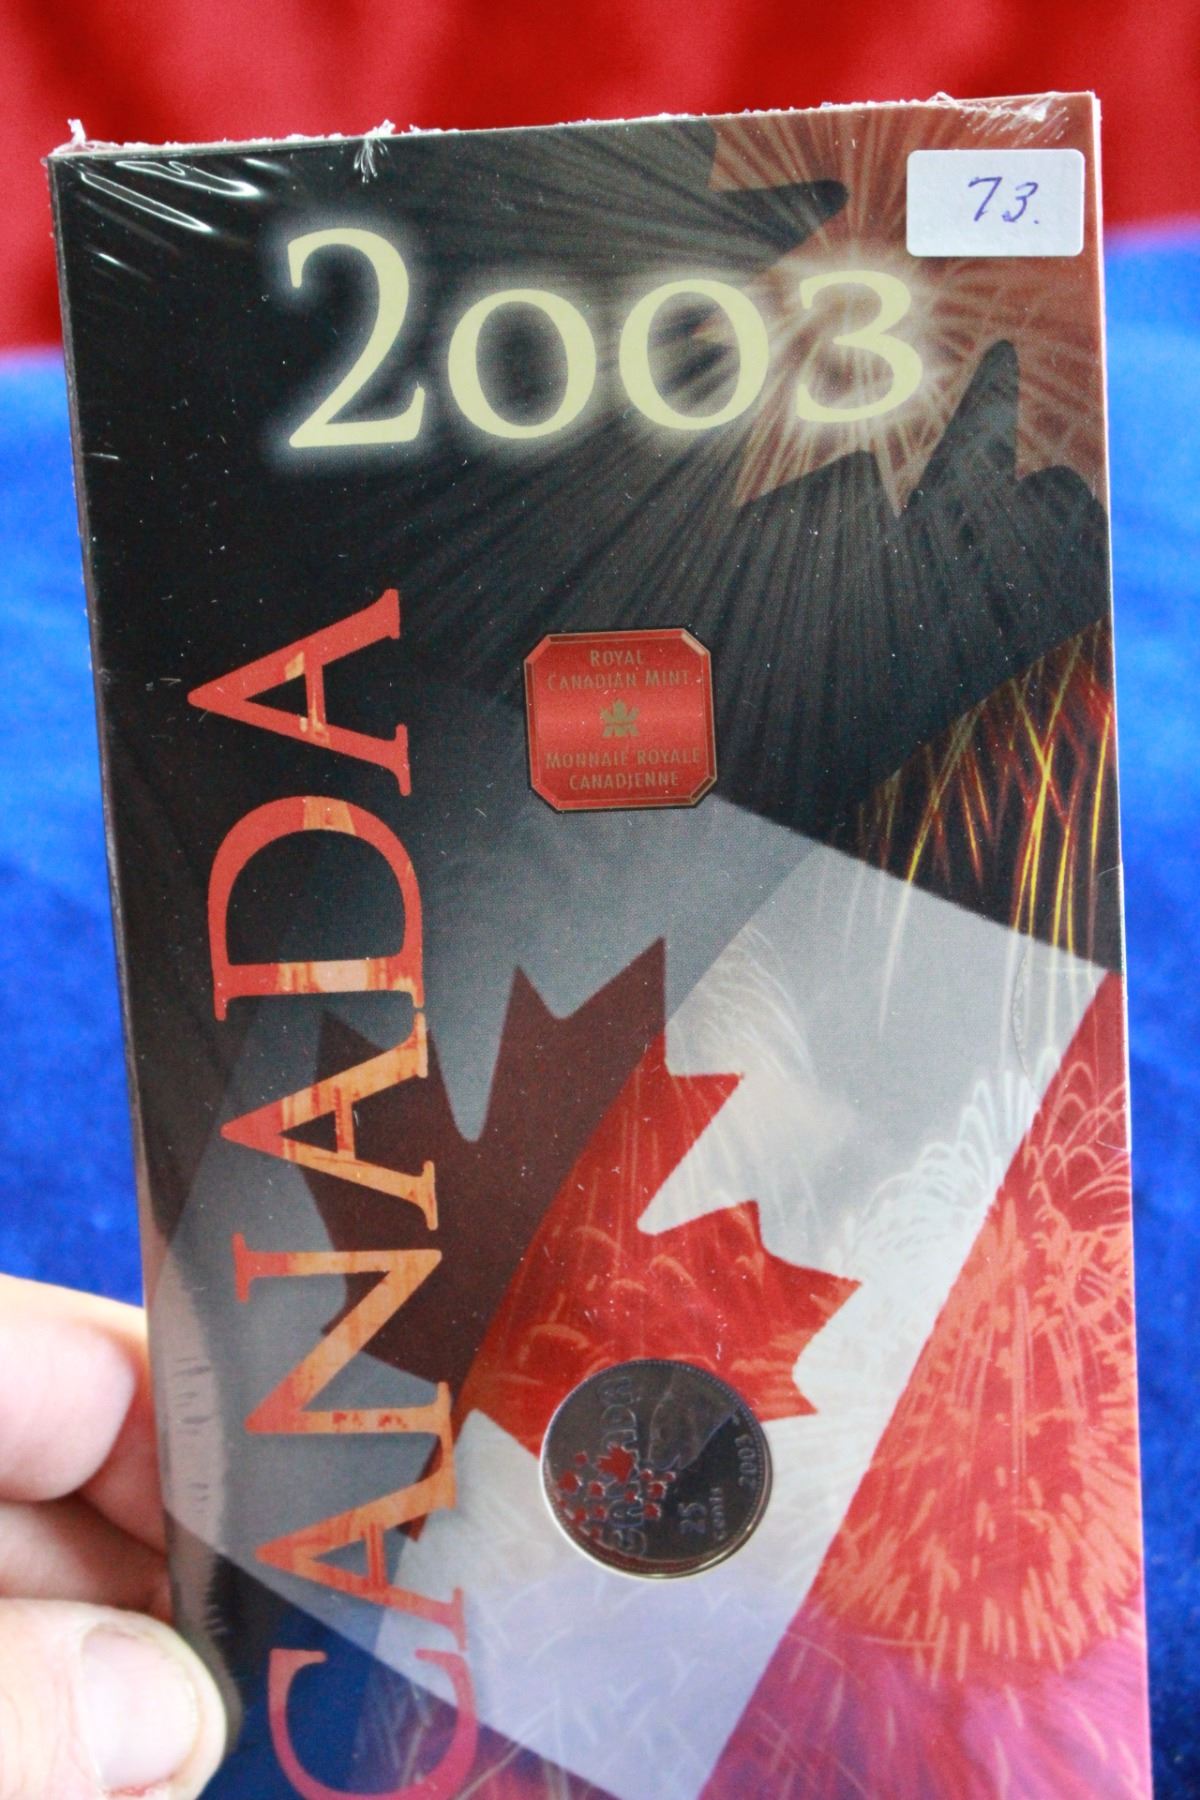 73.
2003
CANADA
ROYAL
CANADIAN MINT
MONNAIE ROYALE
CANADIENNE
CANADA
25
cents
2003